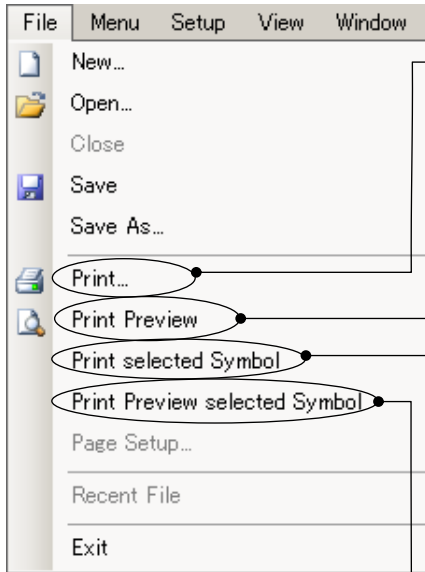 File Menu Setup View Window
New...
Open...
Close
Save
Save As...
Print...
Print Preview
Print selected Symbol
Print Preview selected Symbol
Page Setup...
Recent File
Exit